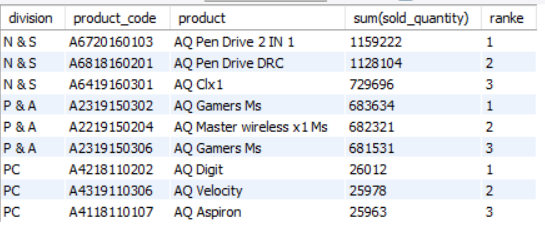 division product_code product sum(sold_quantity) ranke
N & S A6720160103 AQ Pen Drive 2 IN 1 1159222 1
N & S A6818160201 AQ Pen Drive DRC 1128104 2
N & S A6419160301 AQ Clx1 729696 3
P & A A2319150302 AQ Gamers Ms 683634 1
P & A A2219150204 AQ Master wireless x1 Ms 682321 2
P & A A2319150306 AQ Gamers Ms 681531 3
PC A4218110202 AQ Digit 26012 1
PC A4319110306 AQ Velocity 25978 2
PC A4118110107 AQ Aspiron 25963 3